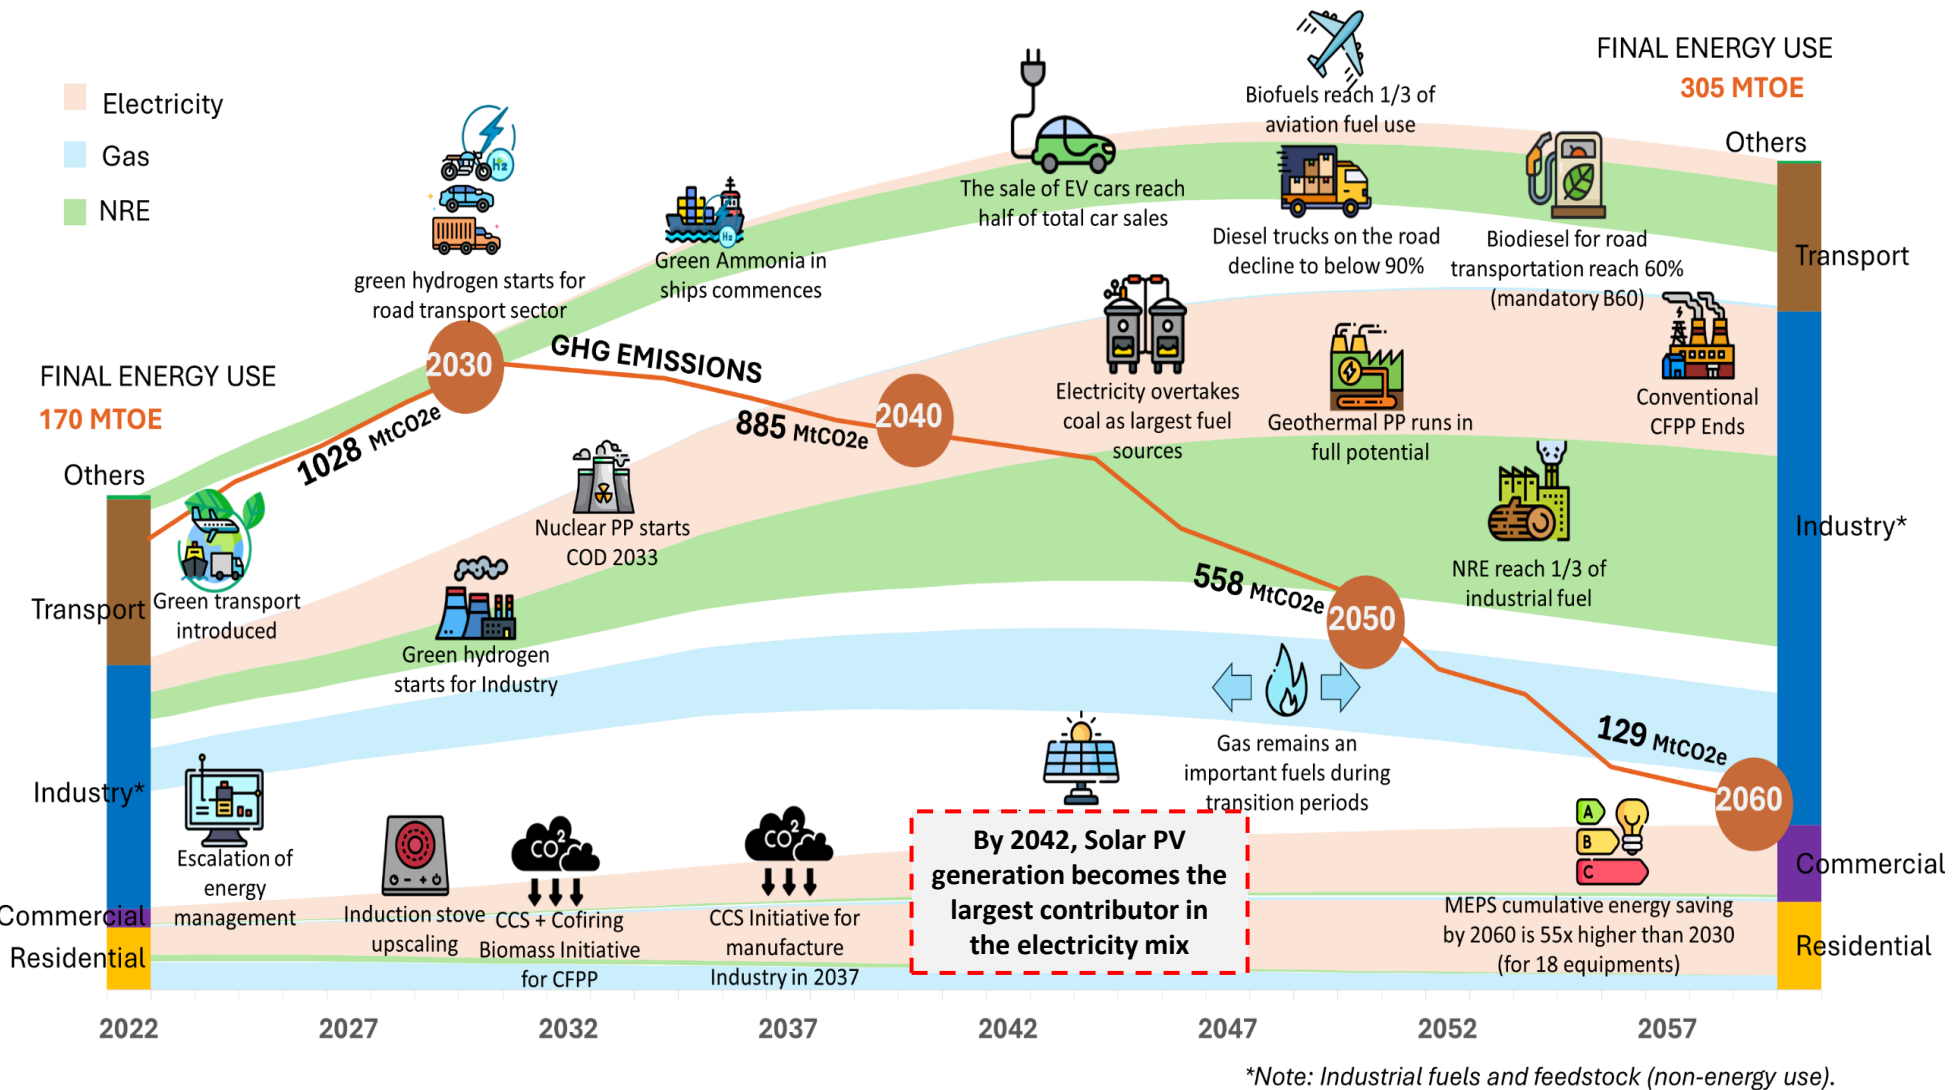 FINAL ENERGY USE
305 MTOE
Electricity
Gas
NRE
Biofuels reach 1/3 of
aviation fuel use
Others
h2
The sale of EV cars reach
half of total car sales
Diesel trucks on the road
decline to below 90%
Biodiesel for road
transportation reach 60%
(mandatory B60)
Transport
H2
Green Ammonia in
ships commences
green hydrogen starts for
road transport sector
2030
GHG EMISSIONS
FINAL ENERGY USE
170 MTOE
1028 MtCO2e
885 MtCO2e
2040
Electricity overtakes
coal as largest fuel
sources
Geothermal PP runs in
full potential
Conventional
CFPP Ends
Others
Nuclear PP starts
COD 2033
Industry*
NRE reach 1/3 of
industrial fuel
558 MtCO2e
2050
Transport
Green transport
introduced
Green hydrogen
starts for Industry
Gas remains an
important fuels during
transition periods
129 MtCO2e
2060
Industry*
Escalation of
energy
management
Induction stove
upscaling
CO2
CCS + Cofiring
Biomass Initiative
for CFPP
CO2
CCS Initiative for
manufacture
Industry in 2037
By 2042, Solar PV
generation becomes the
largest contributor in
the electricity mix
A
B
C
MEPS cumulative energy saving
by 2060 is 55x higher than 2030
(for 18 equipments)
Commercial
Residential
Commercial
Residential
2022 2027 2032 2037 2042 2047 2052 2057
*Note: Industrial fuels and feedstock (non-energy use).